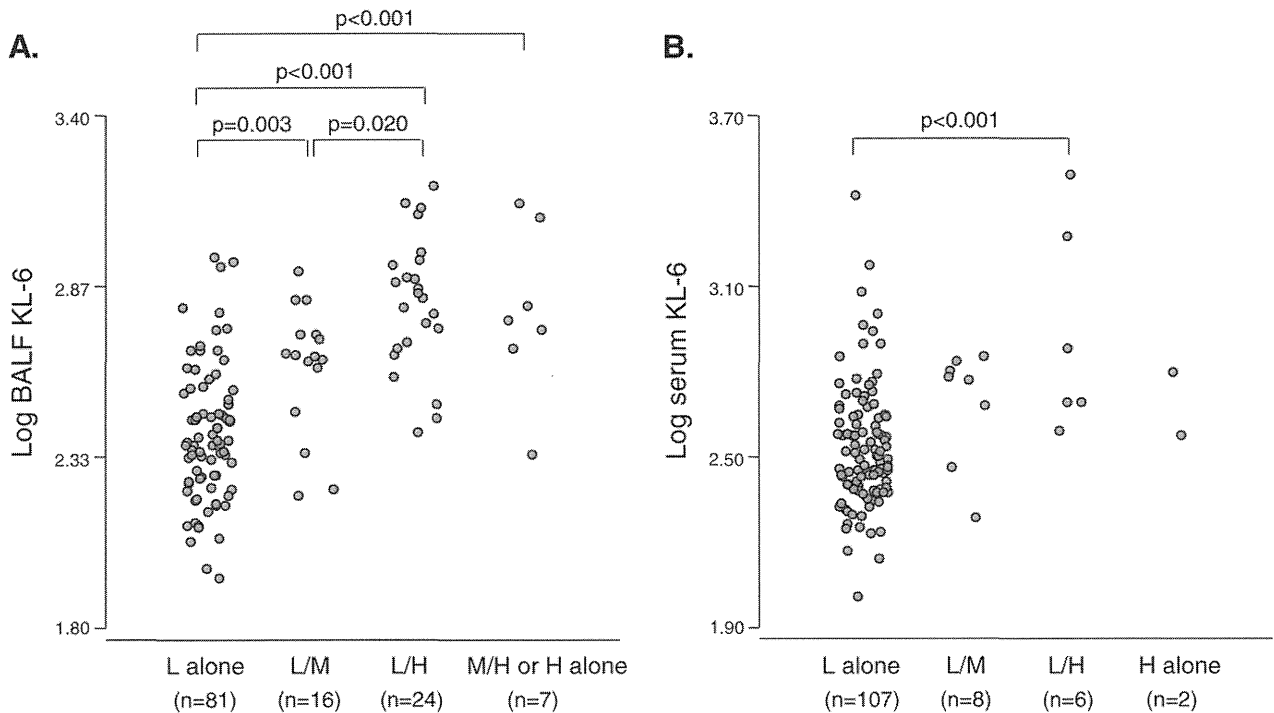 A.
p<0.001
p<0.001
p=0.003 p=0.020
3.40
2.87
2.33
1.80
Log BALF KL-6
L alone L/M L/H M/H or H alone
(n=81) (n=16) (n=24) (n=7)
B.
p<0.001
3.70
3.10
2.50
1.90
Log serum KL-6
L alone L/M L/H H alone
(n=107) (n=8) (n=6) (n=2)